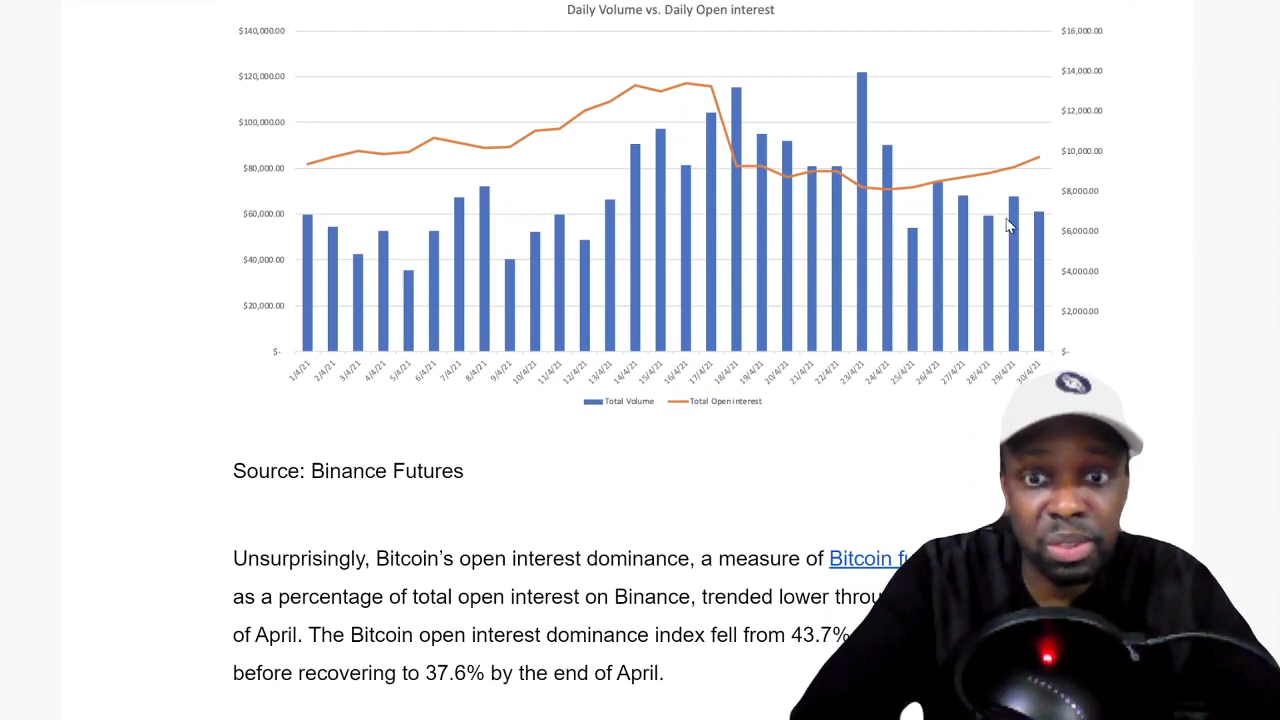 Daily Volume vs. Daily Open interest
$140,000.00
$16,000.00
$120,000.00
$14,000.00
$100,000.00
$12,000.00
$80,000.00
$10,000.00
$60,000.00
$8,000.00
$40,000.00
$6,000.00
$20,000.00
$4,000.00
$-
$2,000.00
$-
1/4/21 2/4/21 3/4/21 4/4/21 5/4/21 6/4/21 7/4/21 8/4/21 9/4/21 10/4/21 11/4/21 12/4/21 13/4/21 14/4/21 15/4/21 16/4/21 17/4/21 18/4/21 19/4/21 20/4/21 21/4/21 22/4/21 23/4/21 24/4/21 25/4/21 26/4/21 27/4/21 28/4/21 29/4/21 30/4/21
Total Volume Total Open interest
Source: Binance Futures
Unsurprisingly, Bitcoin’s open interest dominance, a measure of Bitcoin
as a percentage of total open interest on Binance, trended lower
of April. The Bitcoin open interest dominance index fell from 43.7%
before recovering to 37.6% by the end of April.